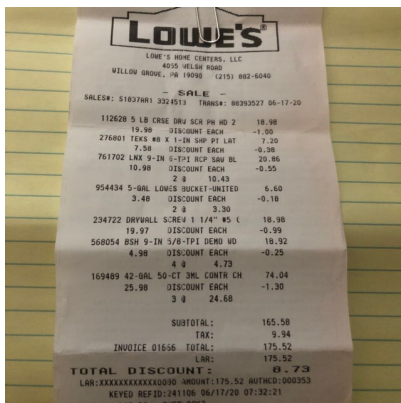 LOWE'S
LOWE'S HOME CENTERS, LLC
4055 WELSH ROAD
WILLOW GROVE, PA 19090 (215) 882-6040
- SALE -
SALES#: S1837AR1 3324513 TRANS#: 88393527 06-17-20
112620 5 LB CRSE DRW SCR PH HD 2 18.98
19.98 DISCOUNT EACH -1.00
276801 TEKS #8 X 1-IN SHP PT LAT 7.20
7.58 DISCOUNT EACH -0.38
761702 LNX 9-IN 6-TPI RCP SAW BL 20.86
10.98 DISCOUNT EACH -0.55
2 @ 10.43
954434 5-GAL LOWES BUCKET-UNITED 6.60
3.48 DISCOUNT EACH -0.18
2 @ 3.30
234722 DRYWALL SCREW 1 1/4" #5 ( 18.98
19.97 DISCOUNT EACH -0.99
568054 BSH 9-IN 5/8-TPI DEMO WD 18.92
4.98 DISCOUNT EACH -0.25
4 @ 4.73
169489 42-GAL 50-CT 3ML CONTR CH 74.04
25.98 DISCOUNT EACH -1.30
3 @ 24.68
SUBTOTAL: 165.58
TAX: 9.94
INVOICE 01666 TOTAL: 175.52
LAR: 175.52
TOTAL DISCOUNT: 8.73
LAR:XXXXXXXXXXXX0000 AMOUNT:175.52 AUTHCD:000353
KEYED REFID:241106 06/17/20 07:32:21